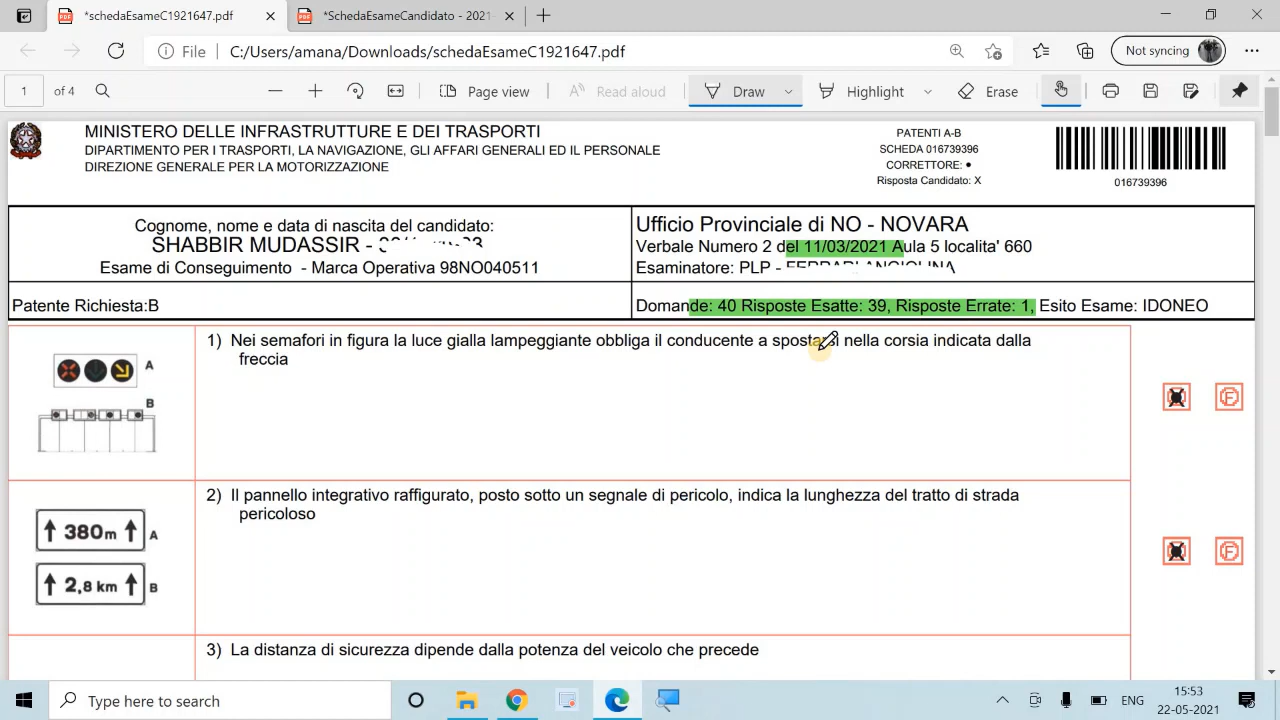 *schedaEsameC1921647.pdf
*SchedaEsameCandidato - 2021-
File C:/Users/amana/Downloads/schedaEsameC1921647.pdf
Not syncing
1 of 4
Page view
Read aloud
Draw
Highlight
Erase
MINISTERO DELLE INFRASTRUTTURE E DEI TRASPORTI
DIPARTIMENTO PER I TRASPORTI, LA NAVIGAZIONE, GLI AFFARI GENERALI ED IL PERSONALE
DIREZIONE GENERALE PER LA MOTORIZZAZIONE
PATENTI A-B
SCHEDA 016739396
CORRETTORE: ●
Risposta Candidato: X
016739396
Cognome, nome e data di nascita del candidato:
SHABBIR MUDASSIR -
Esame di Conseguimento - Marca Operativa 98NO040511
Ufficio Provinciale di NO - NOVARA
Verbale Numero 2 del 11/03/2021 Aula 5 localita' 660
Esaminatore: PLP -
Patente Richiesta:B
Domande: 40 Risposte Esatte: 39, Risposte Errate: 1, Esito Esame: IDONEO
1) Nei semafori in figura la luce gialla lampeggiante obbliga il conducente a spostarsi nella corsia indicata dalla
freccia
A
B
F
2) Il pannello integrativo raffigurato, posto sotto un segnale di pericolo, indica la lunghezza del tratto di strada
pericoloso
380m A
2,8 km B
F
3) La distanza di sicurezza dipende dalla potenza del veicolo che precede
Type here to search
ENG
15:53
22-05-2021